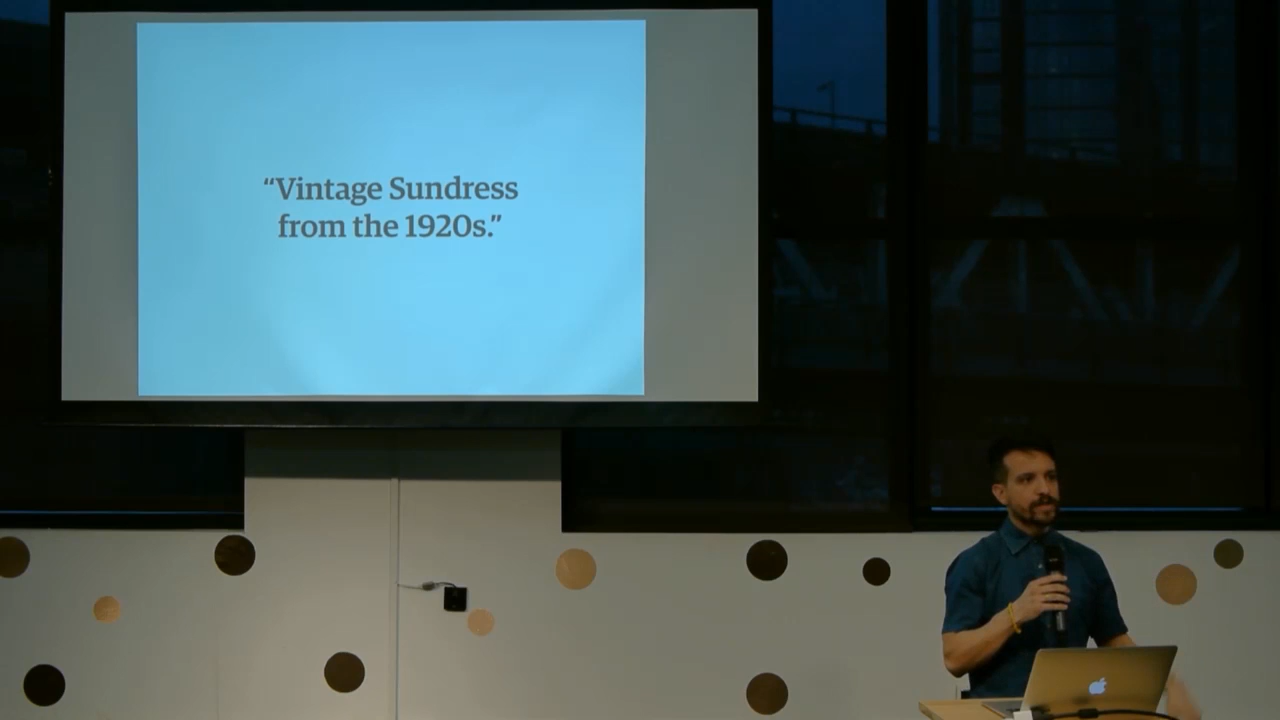 “Vintage Sundress
from the 1920s.”